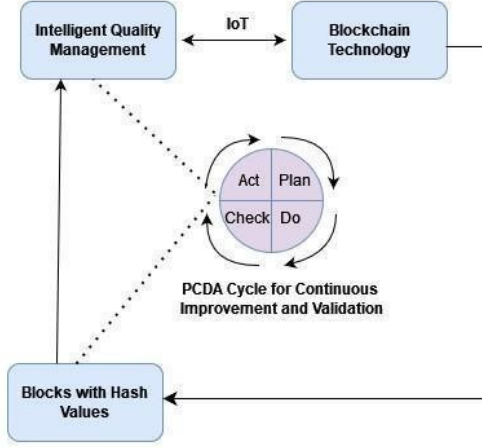 Intelligent Quality
Management
IoT
Blockchain
Technology
Act
Plan
Check
Do
PCDA Cycle for Continuous
Improvement and Validation
Blocks with Hash
Values